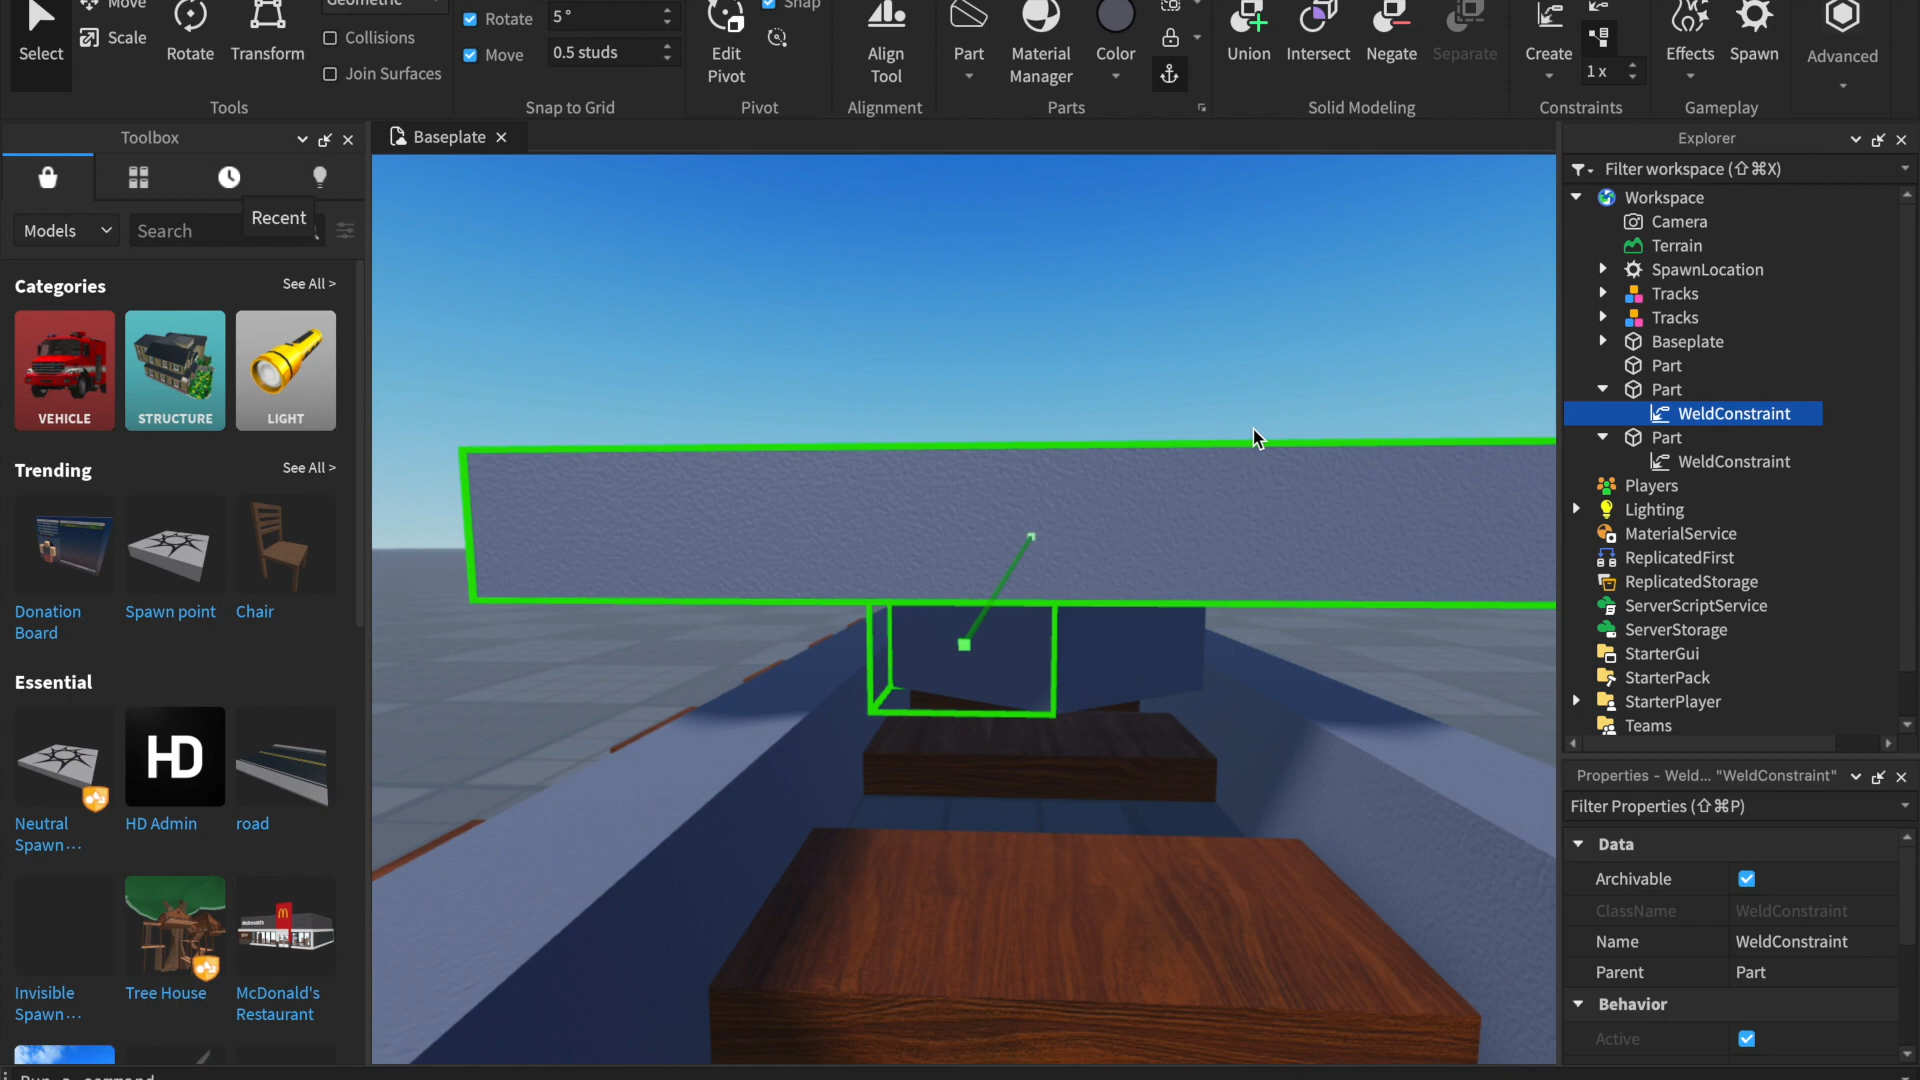 Select
Move
Scale
Rotate
Transform
Geometric
Collisions
Join Surfaces
Tools
Rotate
5 °
Move
0.5 studs
Snap to Grid
Edit
Pivot
Snap
Pivot
Align
Tool
Alignment
Part
Material
Manager
Color
Parts
Union
Intersect
Negate
Separate
Solid Modeling
Create
1 x
Constraints
Effects
Spawn
Gameplay
Advanced
Toolbox
Baseplate
Recent
Models
Search
Categories
See All >
VEHICLE
STRUCTURE
LIGHT
Trending
See All >
Donation
Board
Spawn point
Chair
Essential
Neutral
Spawn...
HD
HD Admin
road
Invisible
Spawn...
Tree House
McDonald's
Restaurant
Run a command
Explorer
Filter workspace (⇧⌘X)
Workspace
Camera
Terrain
SpawnLocation
Tracks
Tracks
Baseplate
Part
Part
WeldConstraint
Part
WeldConstraint
Players
Lighting
MaterialService
ReplicatedFirst
ReplicatedStorage
ServerScriptService
ServerStorage
StarterGui
StarterPack
StarterPlayer
Teams
Properties - Weld... "WeldConstraint"
Filter Properties (⇧⌘P)
Data
Archivable
ClassName
WeldConstraint
Name
WeldConstraint
Parent
Part
Behavior
Active